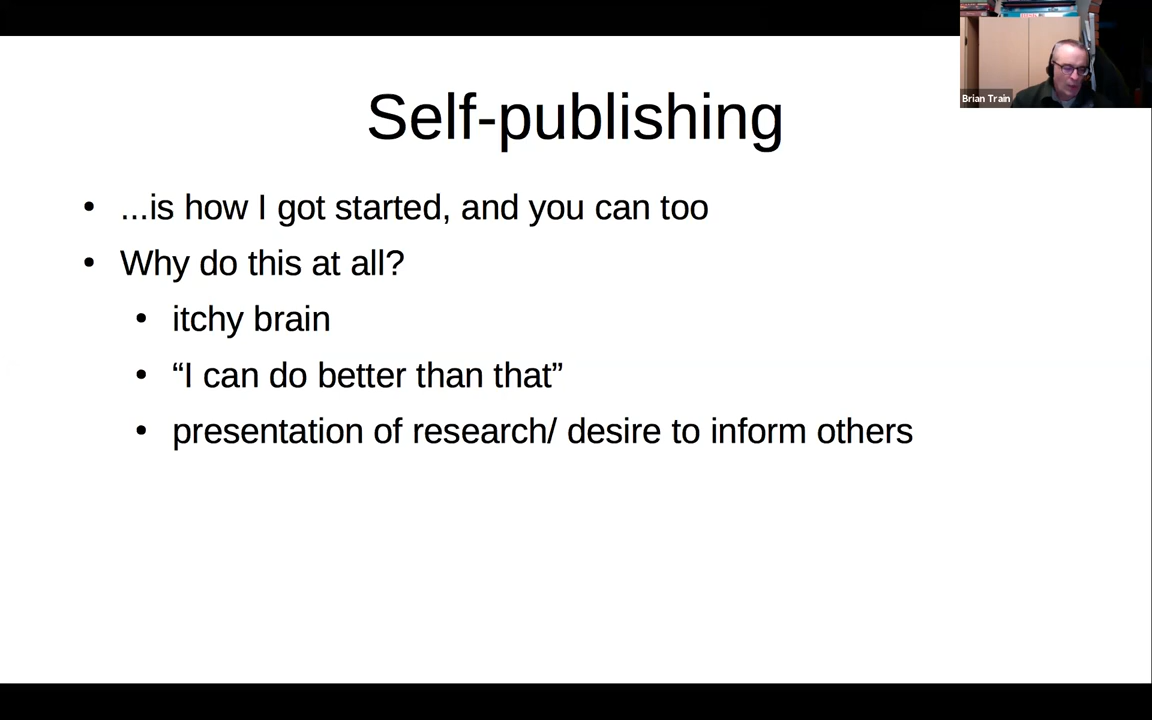 Self-publishing
Brian Train
• ...is how I got started, and you can too
• Why do this at all?
• itchy brain
• “I can do better than that”
• presentation of research/ desire to inform others